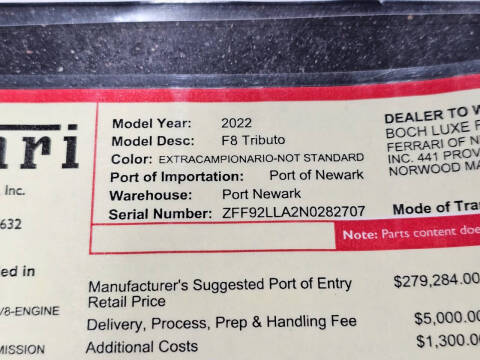 Model Year: 2022
Model Desc: F8 Tributo
Color: EXTRACAMPIONARIO-NOT STANDARD
Port of Importation: Port of Newark
Warehouse: Port Newark
Serial Number: ZFF92LLA2N0282707
DEALER TO W
BOCH LUXE F
FERRARI OF N
INC. 441 PROV
NORWOOD MA
Mode of Tra
Note: Parts content doe
ari
Inc.
632
ed in
/8-ENGINE
MISSION
Manufacturer's Suggested Port of Entry $279,284.00
Retail Price
Delivery, Process, Prep & Handling Fee $5,000.0
Additional Costs $1,300.0